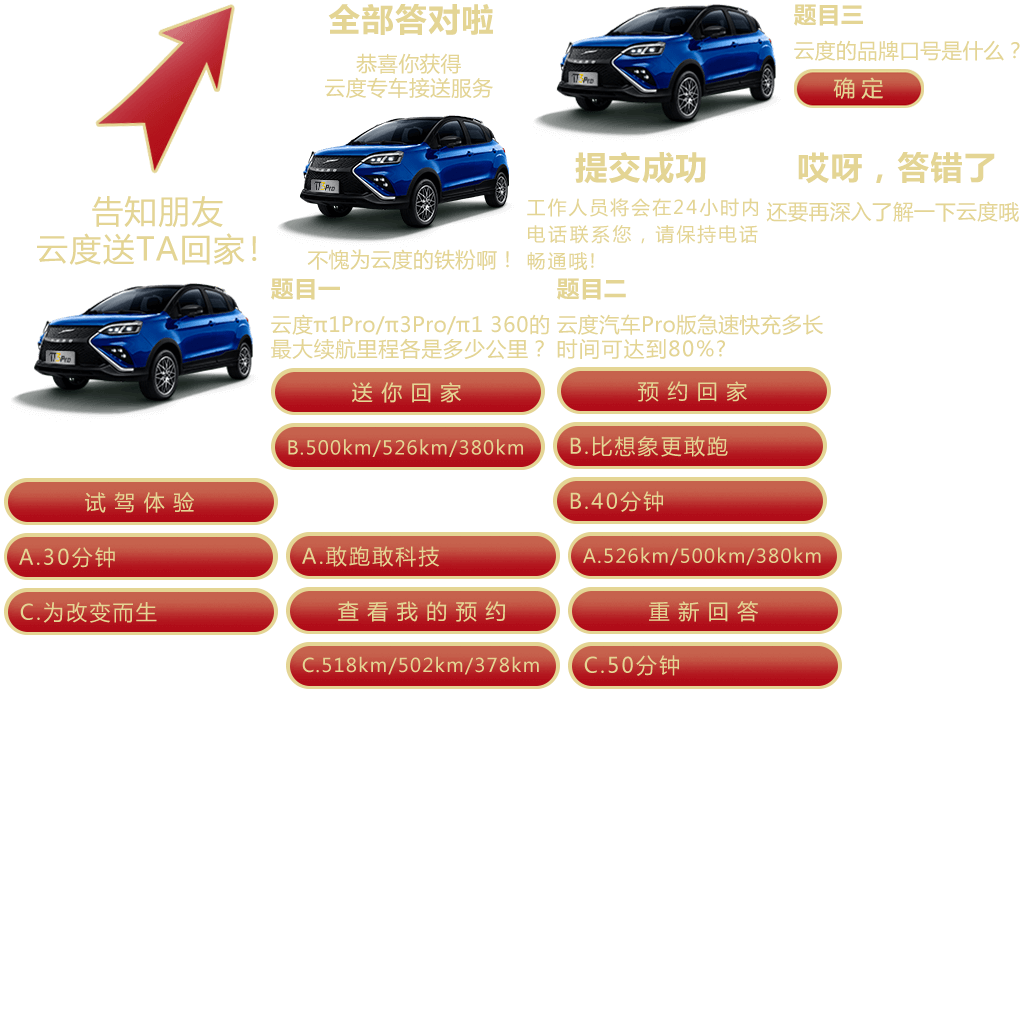 全部答对啦
恭喜你获得
云度专车接送服务
不愧为云度的铁粉啊！
题目三
云度的品牌口号是什么？
确定
提交成功
工作人员将会在24小时内
电话联系您，请保持电话
畅通哦!
哎呀，答错了
还要再深入了解一下云度哦
告知朋友
云度送TA回家！
题目一
云度π1Pro/π3Pro/π1 360的
最大续航里程各是多少公里？
题目二
云度汽车Pro版急速快充多长
时间可达到80%?
送你回家
预约回家
B.500km/526km/380km
B.比想象更敢跑
试驾体验
B.40分钟
A.30分钟
A.敢跑敢科技
A.526km/500km/380km
C.为改变而生
查看我的预约
重新回答
C.518km/502km/378km
C.50分钟